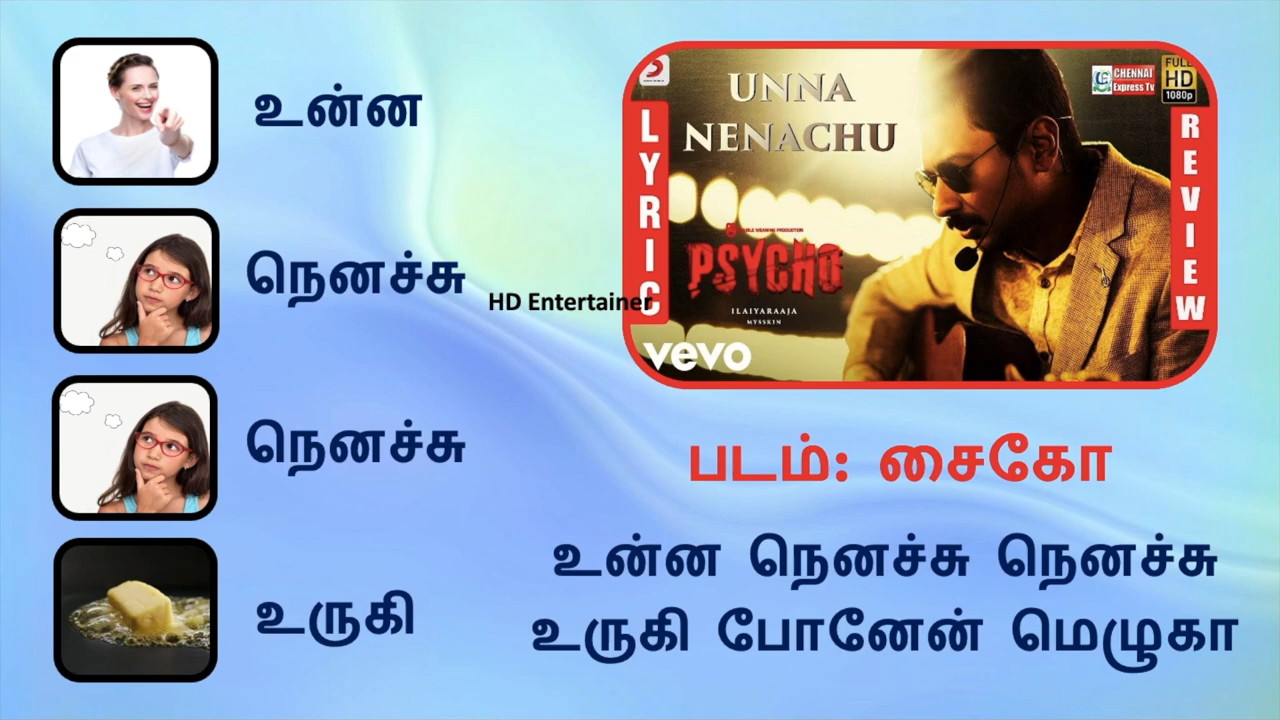 உன்ன
நெனச்சு
நெனச்சு
உருகி
HD Entertainer
UNNA
NENACHU
LYRIC
REVIEW
CHENNAI
Express Tv
FULL
HD
1080p
PSYCHO
ILAIYARAAJA
MYSSKIN
vevo
படம்: சைகோ
உன்ன நெனச்சு நெனச்சு
உருகி போனேன் மெழுகா